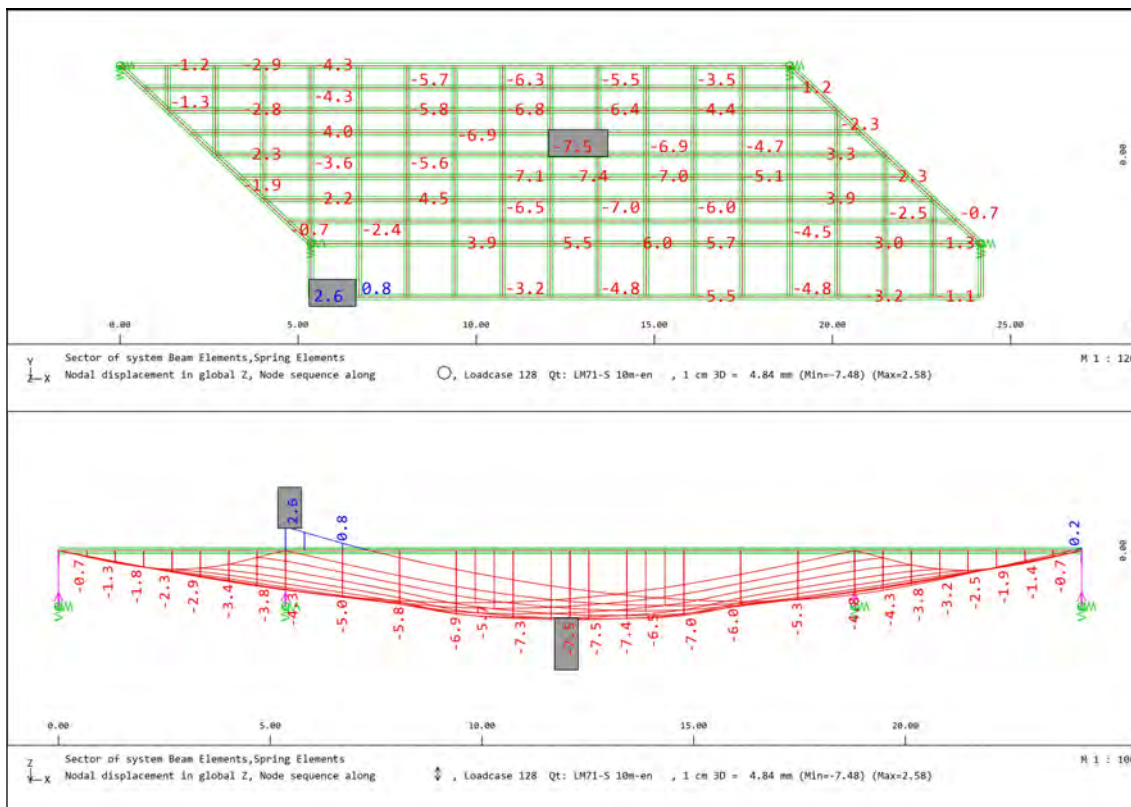 -1.2 -2.9 -4.3
-5.7 -6.3 -5.5 -3.5
1.2
-1.3 -4.3
-2.8 -5.8 -6.8 -6.4 -4.4
-2.3
-4.0 -6.9
-7.5 -6.9 -4.7
2.3 -3.6 -5.6 3.3
-7.1 -7.4 -7.0 -5.1 -2.3
-1.9
2.2 4.5 3.9
-6.5 -7.0 -6.0 -2.5 -0.7
0.7 -2.4 -4.5
3.9 5.5 6.0 -5.7 3.0 -1.3
2.6 0.8 -3.2 -4.8 -5.5 -4.8 -3.2 -1.1
0.00
0.00 5.00 10.00 15.00 20.00 25.00
Y
Z X Sector of system Beam Elements,Spring Elements M 1 : 120
Nodal displacement in global Z, Node sequence along , Loadcase 128 Qt: LM71-S 10m-en , 1 cm 3D = 4.84 mm (Min=-7.48) (Max=2.58)
2.6 0.8 0.2
0.00
-0.7 -1.3 -1.8 -2.3 -2.9 -3.4 -3.8 -4.3 -5.0 -5.8 -6.9 -7.3 -7.5 -7.5 -7.4 -6.5 -7.0 -6.0 -5.3 -4.3 -3.8 -3.2 -2.5 -1.9 -1.4 -0.7
0.00 5.00 10.00 15.00 20.00
Z
X Sector of system Beam Elements,Spring Elements
Nodal displacement in global Z, Node sequence along , Loadcase 128 Qt: LM71-S 10m-en , 1 cm 3D = 4.84 mm (Min=-7.48) (Max=2.58)